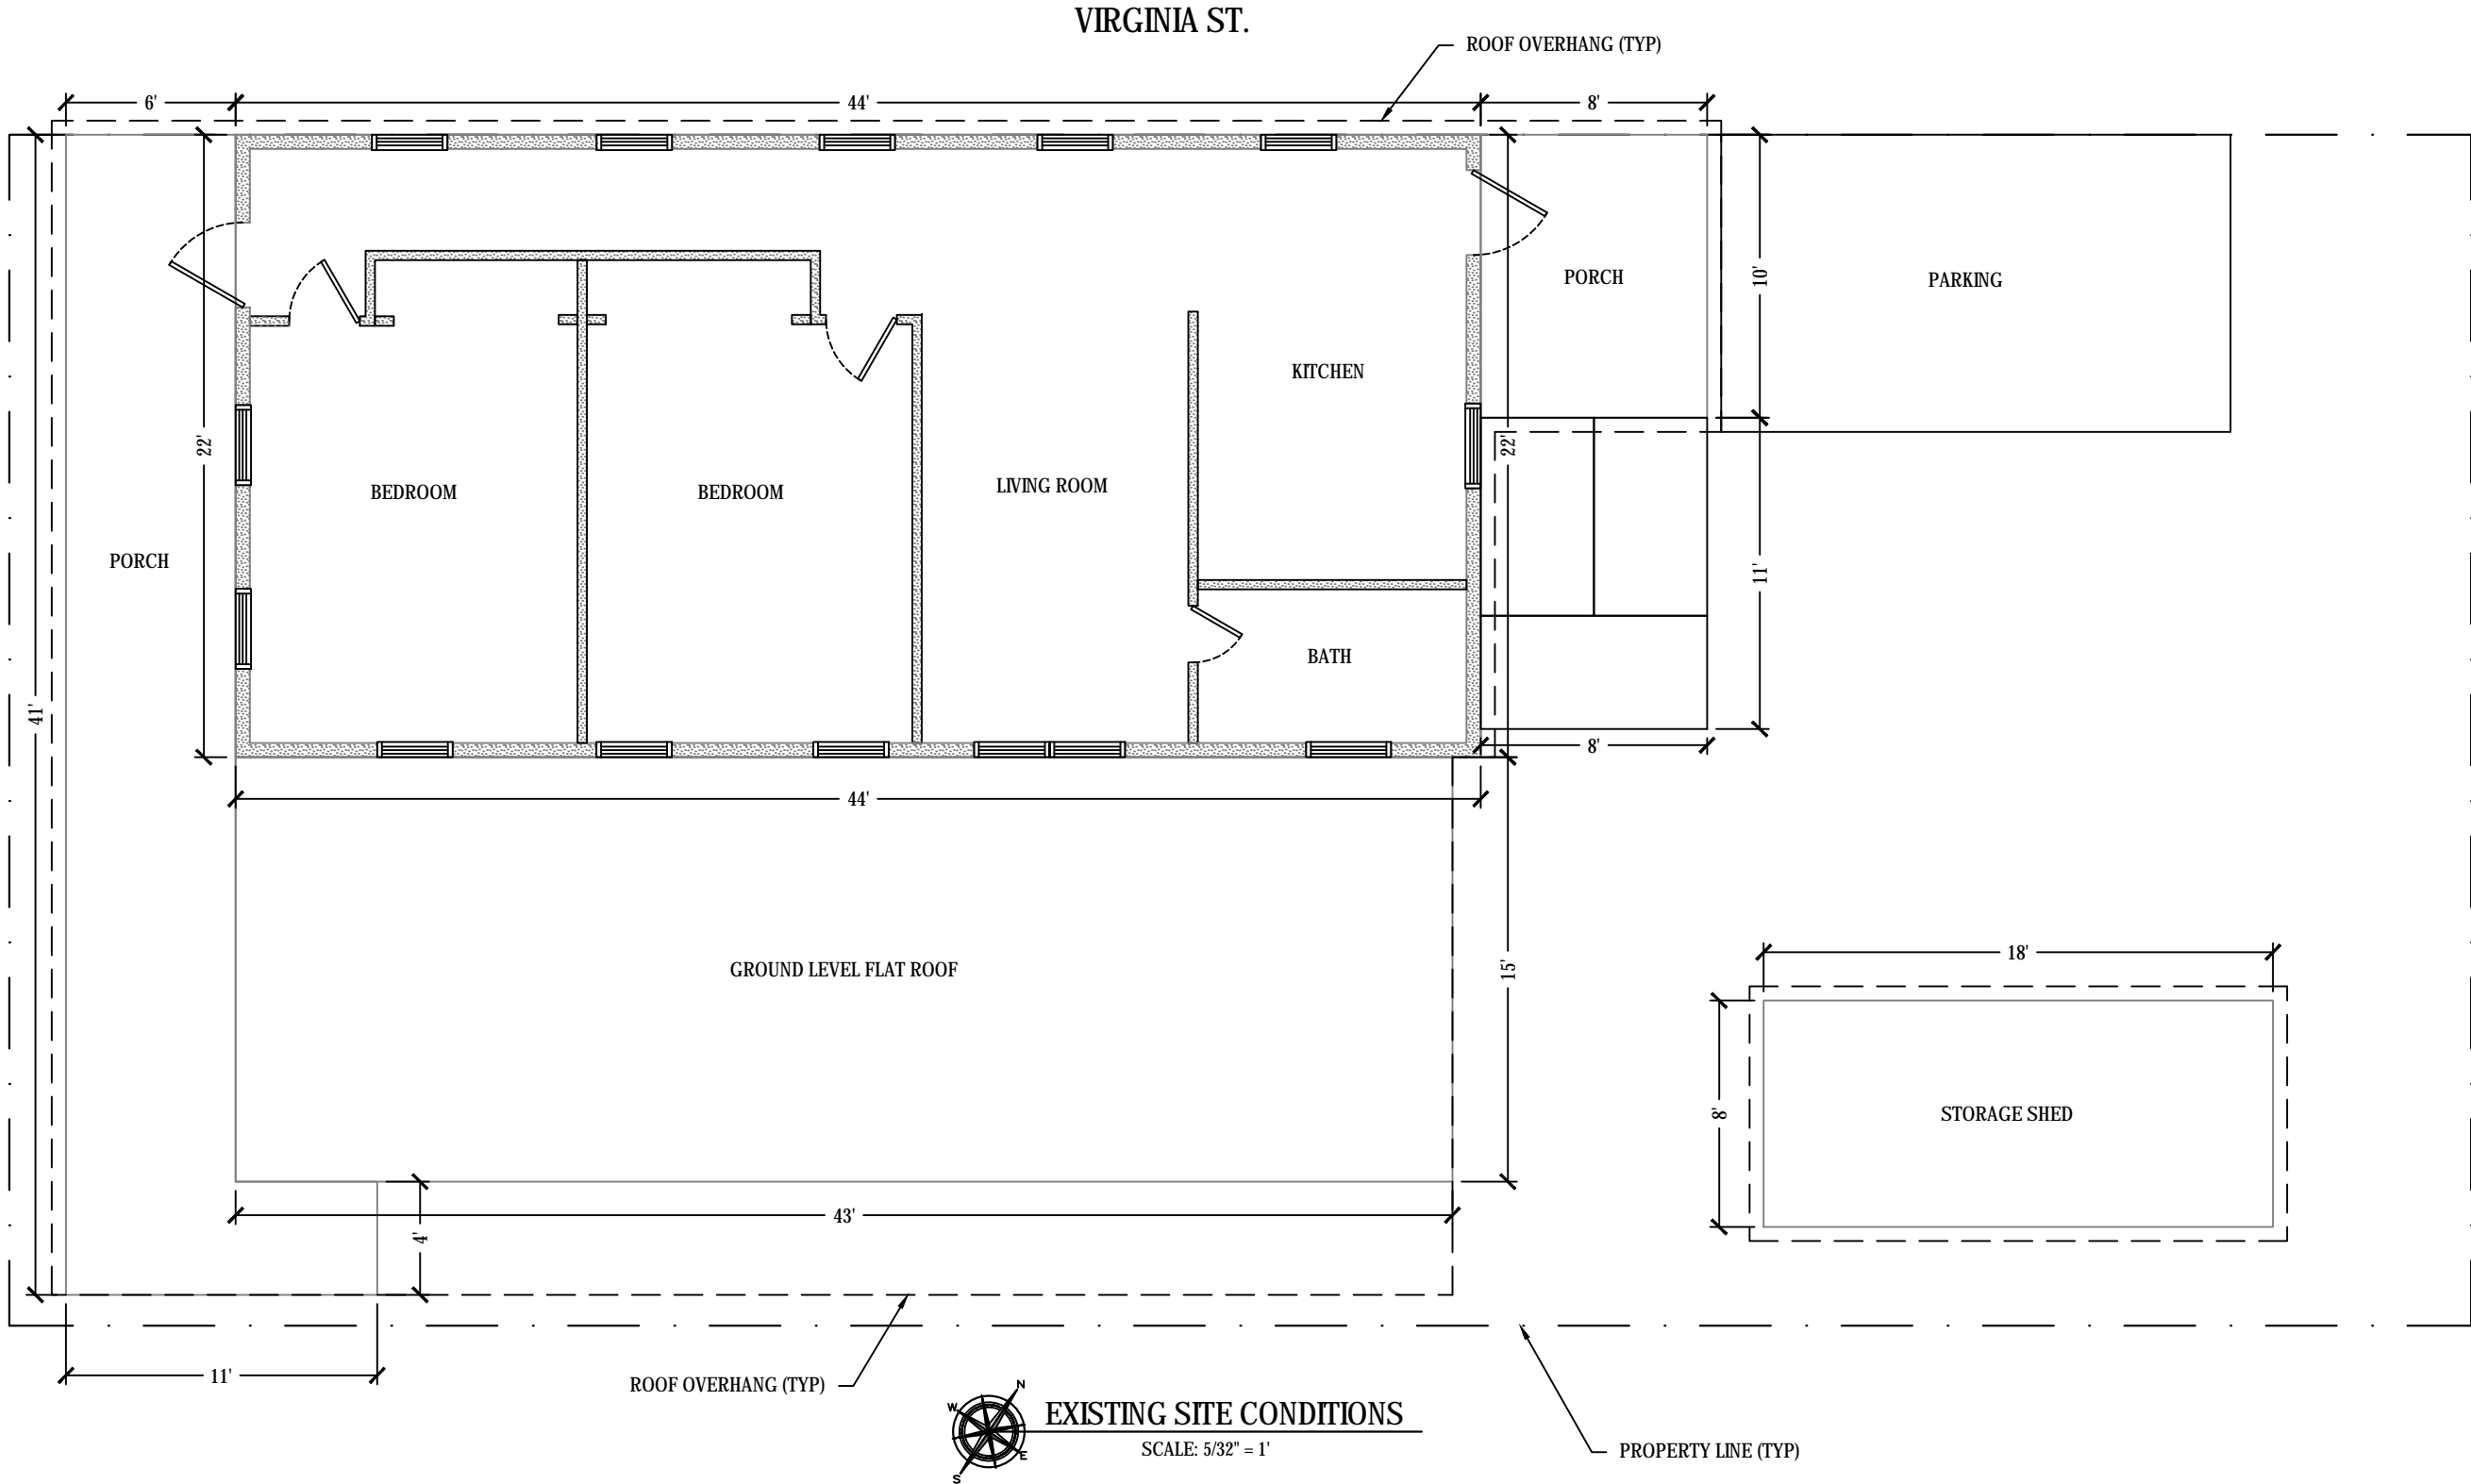 VIRGINIA ST.
ROOF OVERHANG (TYP)
6'
44'
8'
10'
PORCH
PARKING
KITCHEN
22'
22'
BEDROOM
BEDROOM
LIVING ROOM
PORCH
11'
BATH
41'
8'
44'
GROUND LEVEL FLAT ROOF
15'
18'
8'
STORAGE SHED
43'
4'
11'
ROOF OVERHANG (TYP)
N
W
E
S
EXISTING SITE CONDITIONS
SCALE: 5/32" = 1'
PROPERTY LINE (TYP)